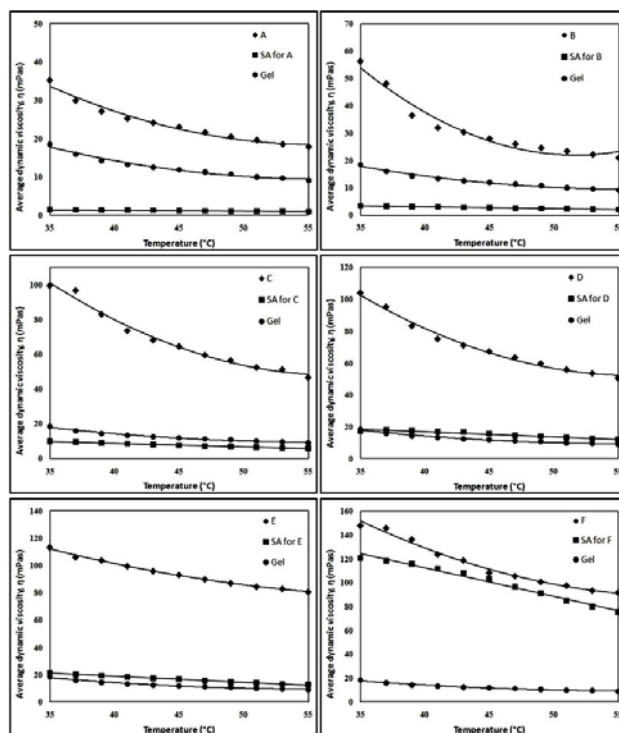 A
SA for A
Gel
Average dynamic viscosity, η (mPas)
50
40
30
20
10
0
35
40
45
50
55
Temperature (°C)
B
SA for B
Gel
Average dynamic viscosity, η (mPas)
70
60
50
40
30
20
10
0
35
40
45
50
55
Temperature (°C)
C
SA for C
Gel
Average dynamic viscosity, η (mPas)
100
80
60
40
20
0
35
40
45
50
55
Temperature (°C)
D
SA for D
Gel
Average dynamic viscosity, η (mPas)
120
100
80
60
40
20
0
35
40
45
50
55
Temperature (°C)
E
SA for E
Gel
Average dynamic viscosity, η (mPas)
140
120
100
80
60
40
20
0
35
40
45
50
55
Temperature (°C)
F
SA for F
Gel
Average dynamic viscosity, η (mPas)
160
140
120
100
80
60
40
20
0
35
40
45
50
55
Temperature (°C)